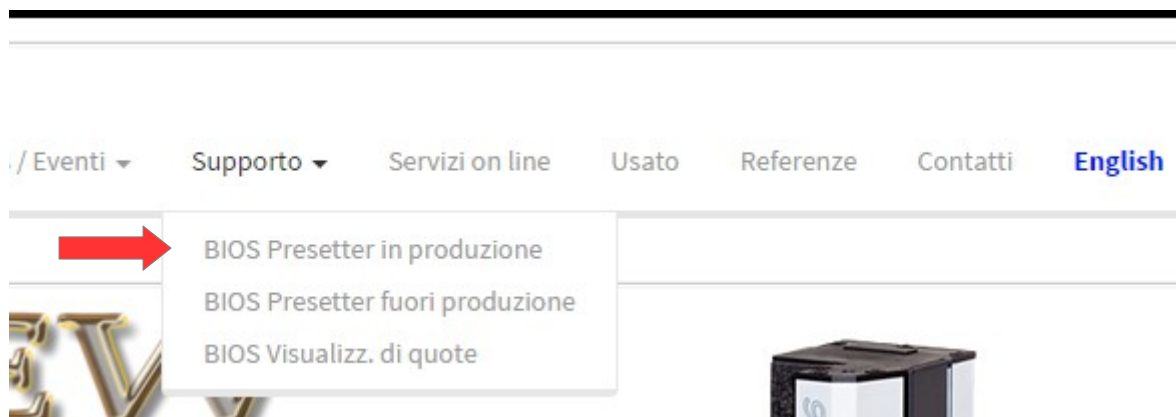 / Eventi Supporto Servizi on line Usato Referenze Contatti English
BIOS Presetter in produzione
BIOS Presetter fuori produzione
BIOS Visualizz. di quote